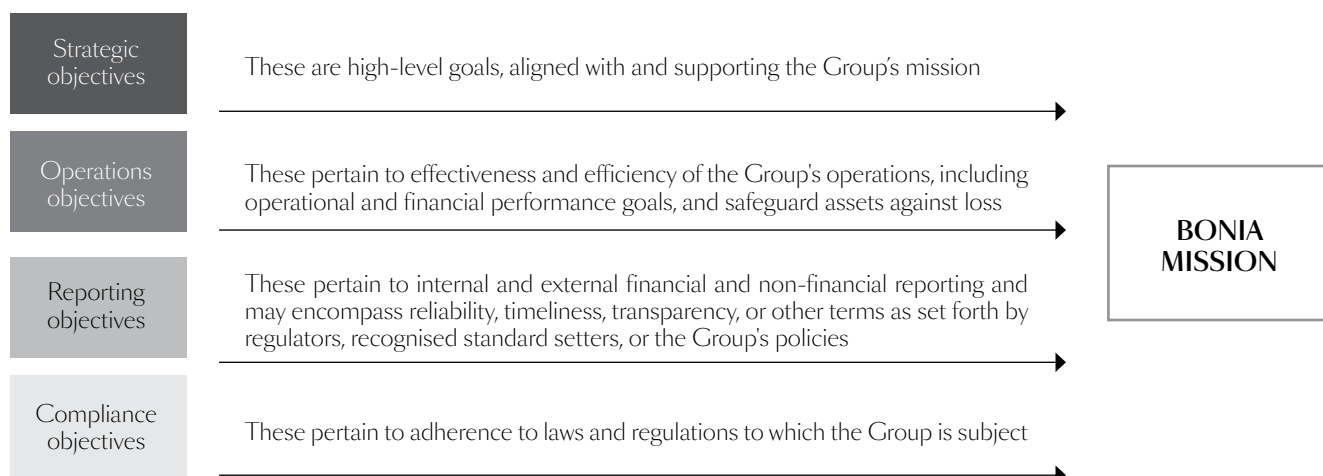 Strategic
objectives
These are high-level goals, aligned with and supporting the Group’s mission
Operations
objectives
These pertain to effectiveness and efficiency of the Group's operations, including
operational and financial performance goals, and safeguard assets against loss
Reporting
objectives
These pertain to internal and external financial and non-financial reporting and
may encompass reliability, timeliness, transparency, or other terms as set forth by
regulators, recognised standard setters, or the Group's policies
Compliance
objectives
These pertain to adherence to laws and regulations to which the Group is subject
BONIA
MISSION